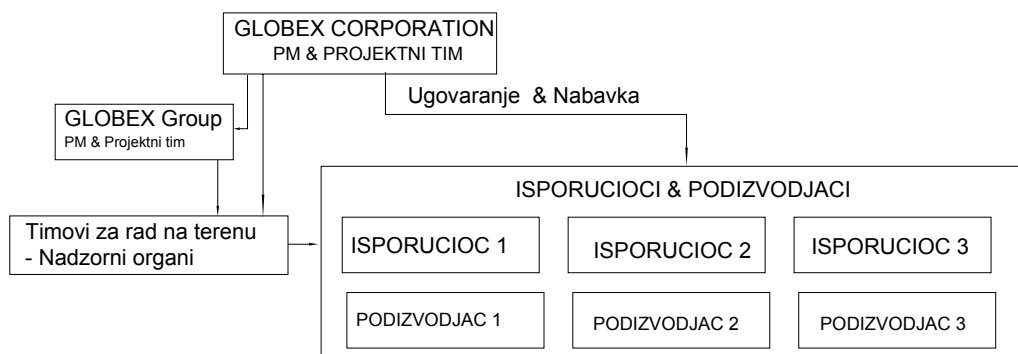 GLOBEX CORPORATION
PM & PROJEKTNI TIM
Ugovaranje & Nabavka
GLOBEX Group
PM & Projektni tim
ISPORUCIOCI & PODIZVODJACI
Timovi za rad na terenu
- Nadzorni organi
ISPORUCIOC 1
ISPORUCIOC 2
ISPORUCIOC 3
PODIZVODJAC 1
PODIZVODJAC 2
PODIZVODJAC 3